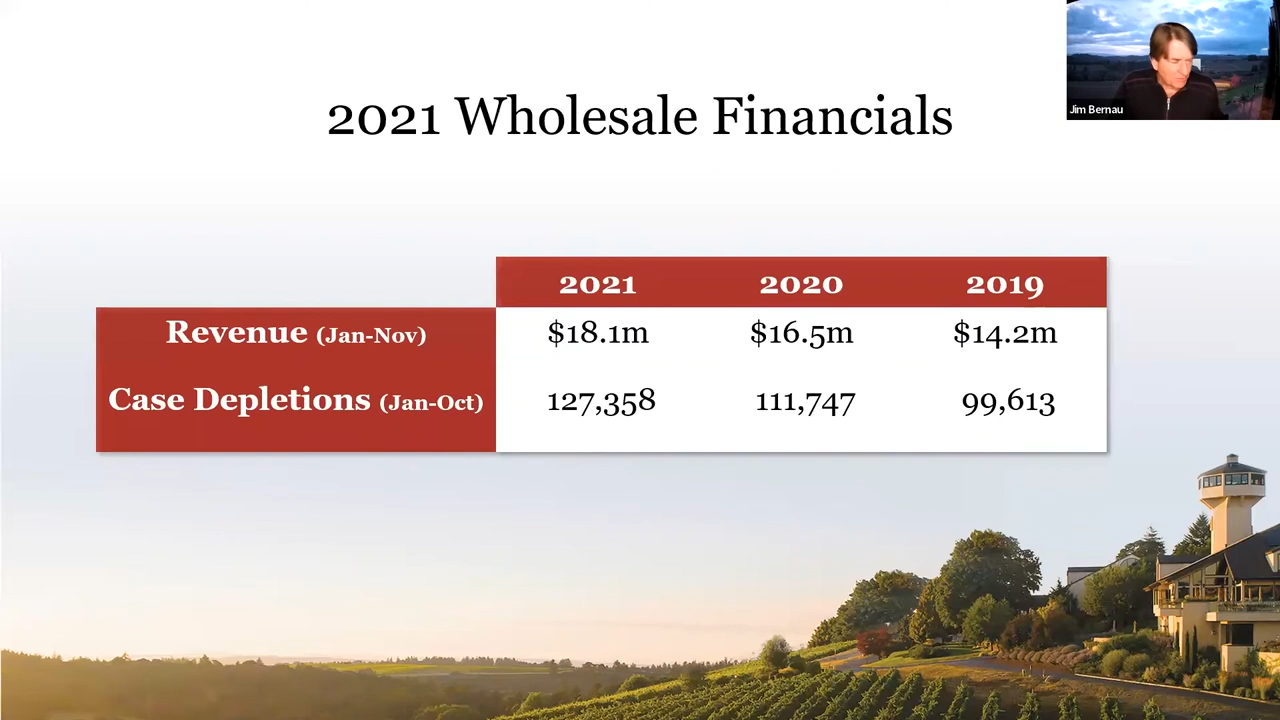 2021 Wholesale Financials
Jim Bernau
2021 2020 2019
Revenue (Jan-Nov) $18.1m $16.5m $14.2m
Case Depletions (Jan-Oct) 127,358 111,747 99,613